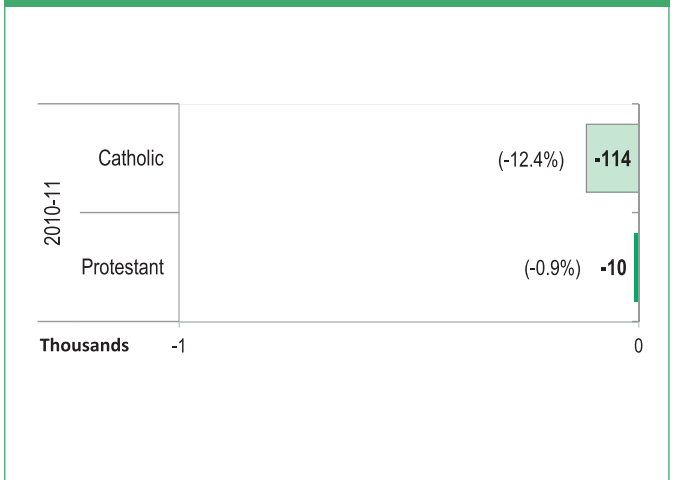 2010-11
Catholic
(-12.4%)
-114
Protestant
(-0.9%)
-10
Thousands
-1
0